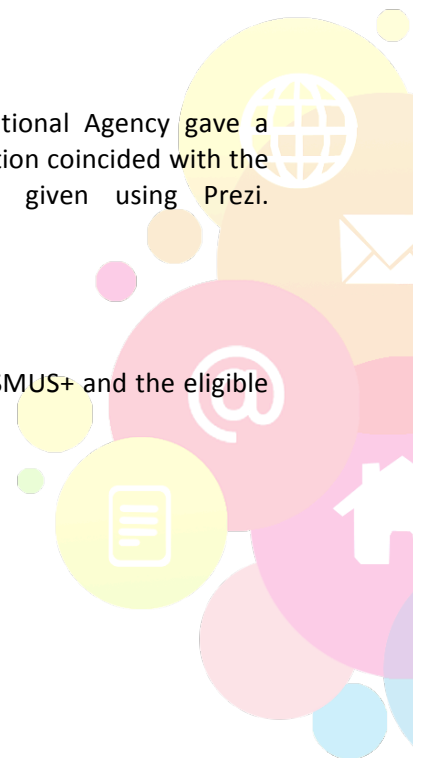 tional Agency gave a
tion coincided with the
given using Prezi.
SMUS+ and the eligible
@